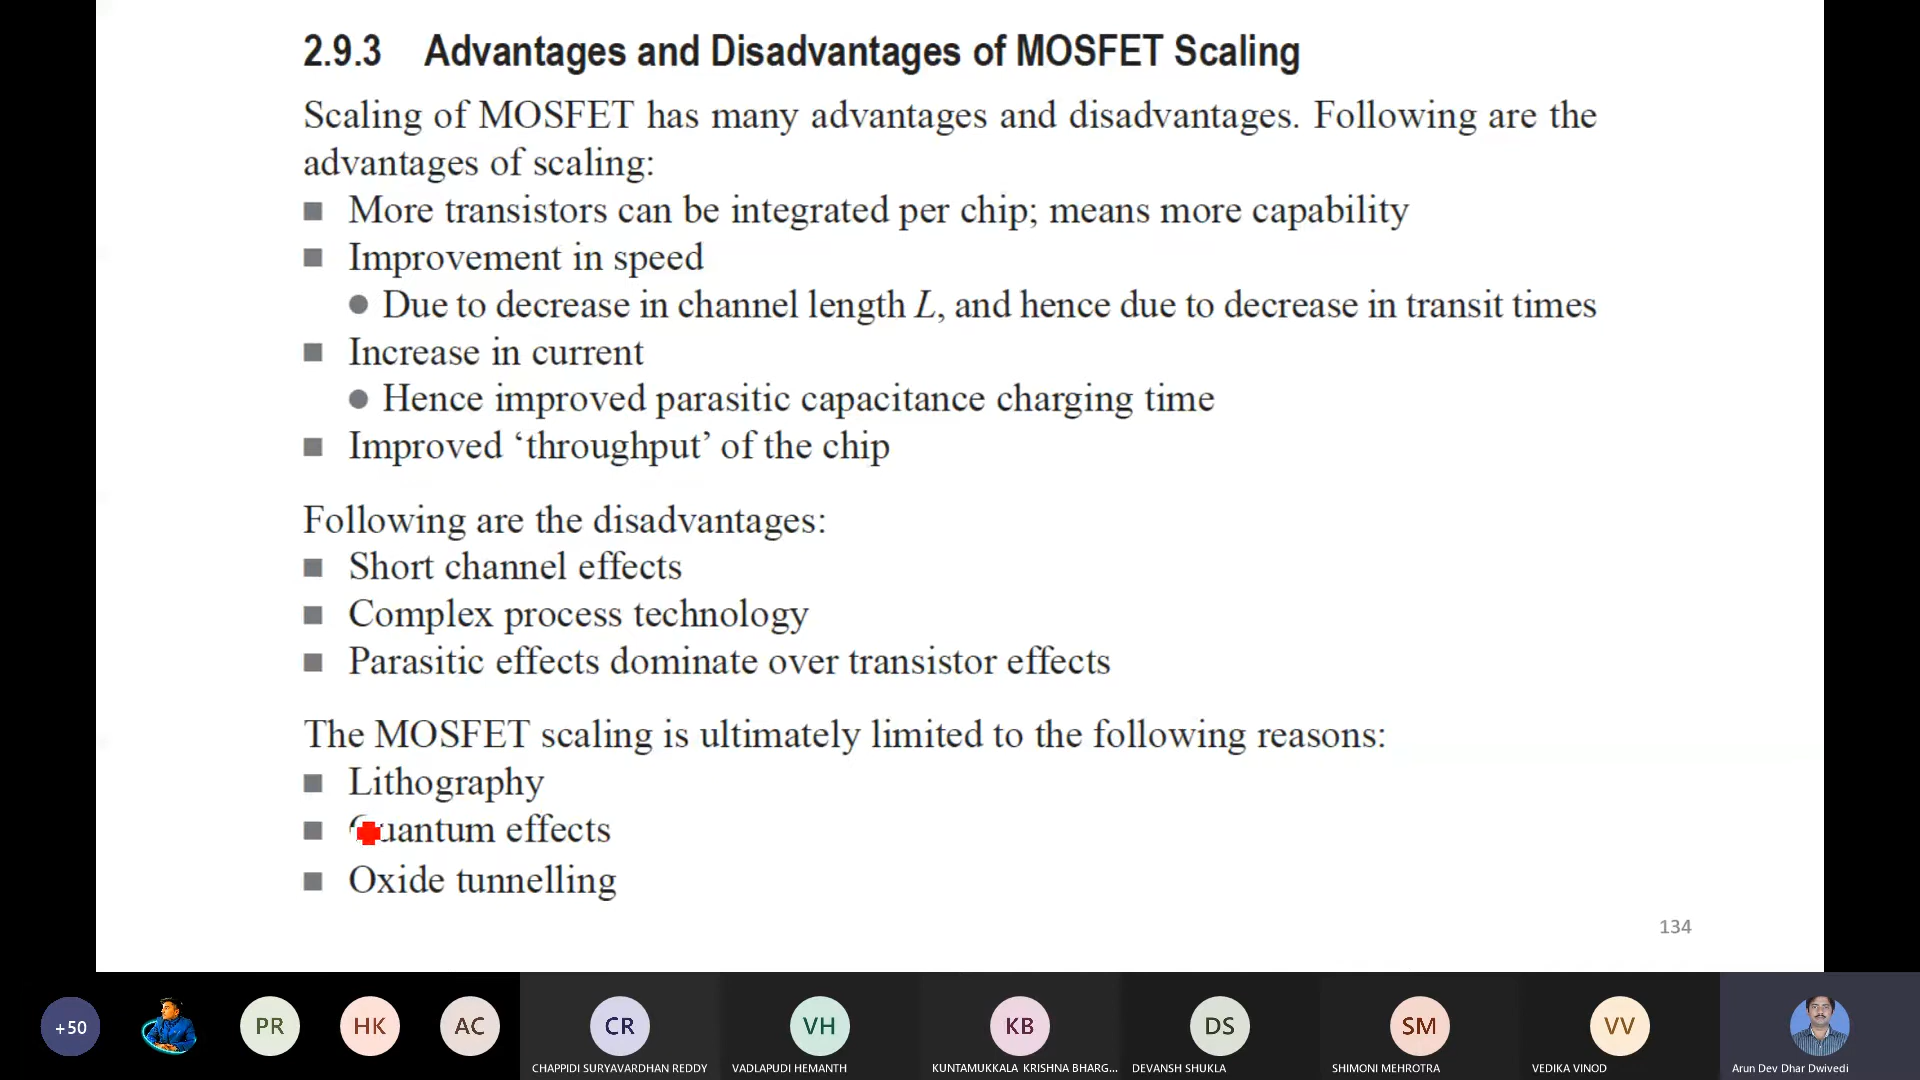 2.9.3 Advantages and Disadvantages of MOSFET Scaling
Scaling of MOSFET has many advantages and disadvantages. Following are the
advantages of scaling:
■ More transistors can be integrated per chip; means more capability
■ Improvement in speed
● Due to decrease in channel length L, and hence due to decrease in transit times
■ Increase in current
● Hence improved parasitic capacitance charging time
■ Improved ‘throughput’ of the chip
Following are the disadvantages:
■ Short channel effects
■ Complex process technology
■ Parasitic effects dominate over transistor effects
The MOSFET scaling is ultimately limited to the following reasons:
■ Lithography
■ Quantum effects
■ Oxide tunnelling
134
+50 PR HK AC CR VH KB DS SM VV
CHAPPIDI SURYAVARDHAN REDDY VADLAPUDI HEMANTH KUNTAMUKKALA KRISHNA BHARG... DEVANSH SHUKLA SHIMONI MEHROTRA VEDIKA VINOD Arun Dev Dhar Dwivedi